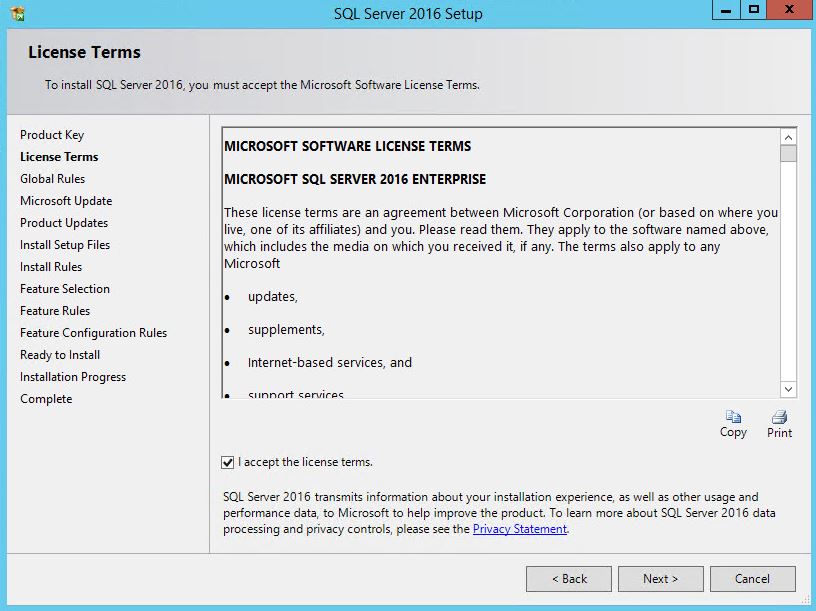 SQL Server 2016 Setup
License Terms
To install SQL Server 2016, you must accept the Microsoft Software License Terms.
Product Key
License Terms
Global Rules
Microsoft Update
Product Updates
Install Setup Files
Install Rules
Feature Selection
Feature Rules
Feature Configuration Rules
Ready to Install
Installation Progress
Complete
MICROSOFT SOFTWARE LICENSE TERMS
MICROSOFT SQL SERVER 2016 ENTERPRISE
These license terms are an agreement between Microsoft Corporation (or based on where you
live, one of its affiliates) and you. Please read them. They apply to the software named above,
which includes the media on which you received it, if any. The terms also apply to any
Microsoft
• updates,
• supplements,
• Internet-based services, and
• support services
Copy
Print
I accept the license terms.
SQL Server 2016 transmits information about your installation experience, as well as other usage and
performance data, to Microsoft to help improve the product. To learn more about SQL Server 2016 data
processing and privacy controls, please see the Privacy Statement.
< Back
Next >
Cancel